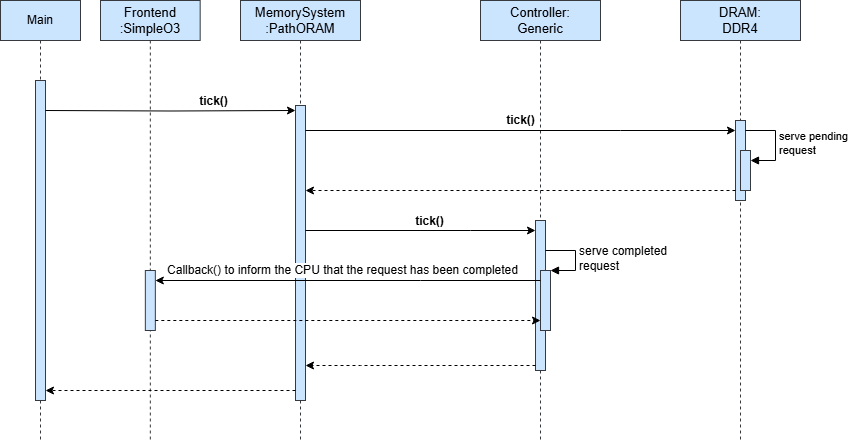 Main
Frontend
:SimpleO3
MemorySystem
:PathORAM
Controller:
Generic
DRAM:
DDR4
tick()
tick()
serve pending
request
tick()
serve completed
request
Callback() to inform the CPU that the request has been completed